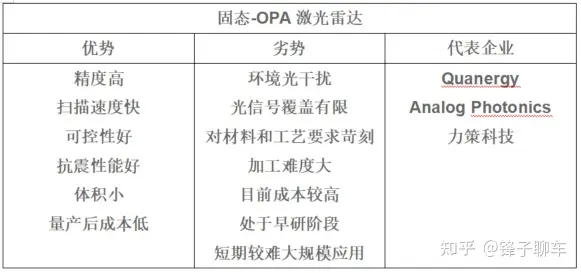 固态-OPA 激光雷达
优势 劣势 代表企业
精度高 环境光干扰 Quanergy
扫描速度快 光信号覆盖有限 Analog Photonics
可控性好 对材料和工艺要求苛刻 力策科技
抗震性能好 加工难度大
体积小 目前成本较高
量产后成本低 处于早研阶段
短期较难大规模应用
知乎 @锋子聊车